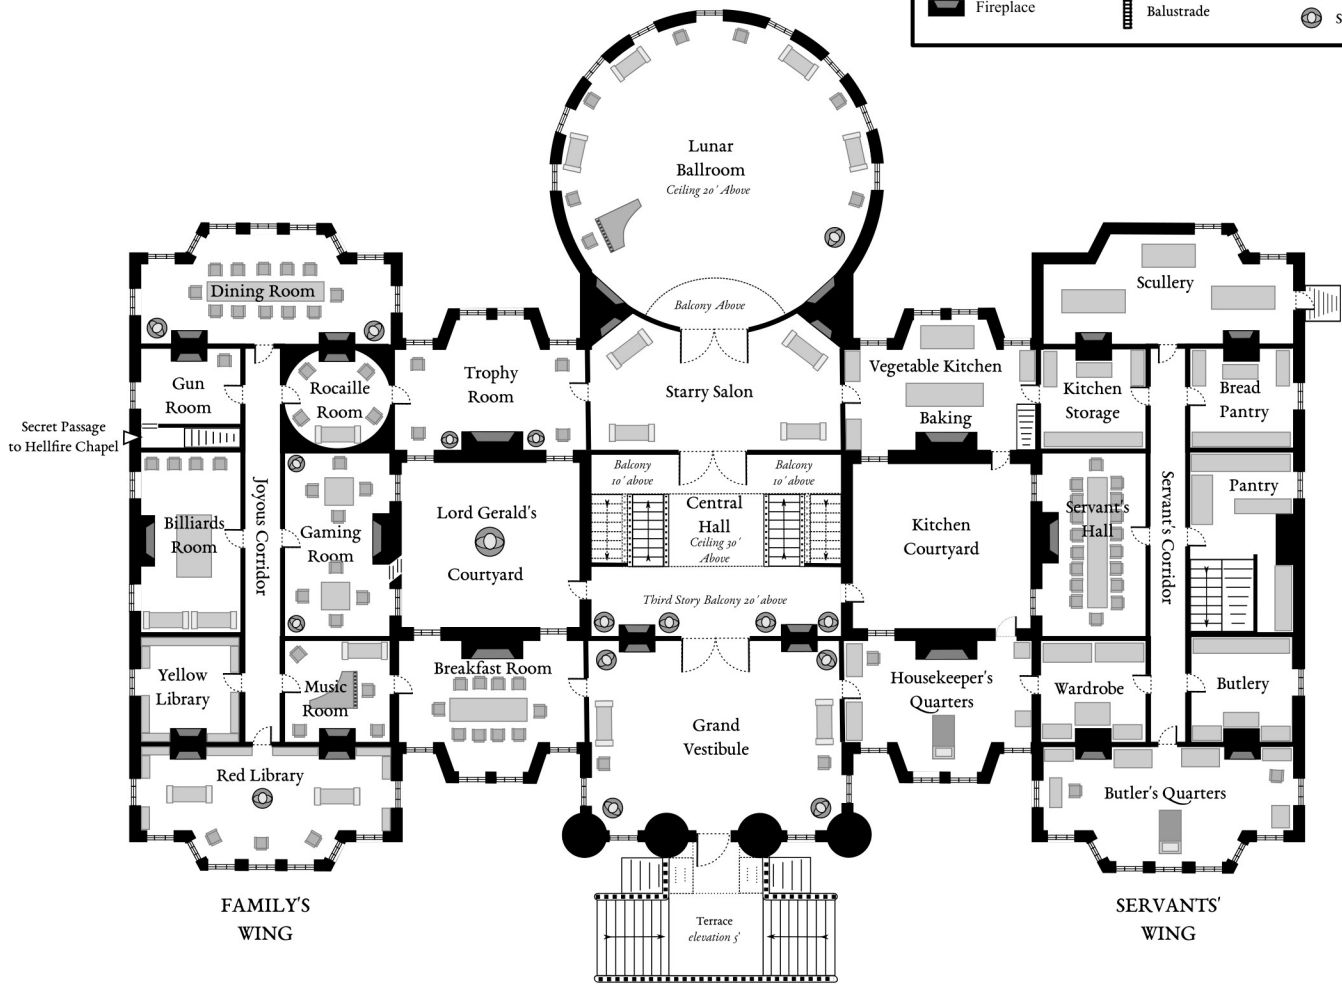 Fireplace
Balustrade
S
Lunar
Ballroom
Ceiling 20' Above
Balcony Above
Dining Room
Scullery
Gun
Room
Rocaille
Room
Trophy
Room
Starry Salon
Vegetable Kitchen
Baking
Kitchen
Storage
Bread
Pantry
Secret Passage
to Hellfire Chapel
Balcony
10' above
Balcony
10' above
Joyous Corridor
Billiards
Room
Gaming
Room
Lord Gerald's
Courtyard
Central
Hall
Ceiling 30'
Above
Kitchen
Courtyard
Servant's
Hall
Servant's Corridor
Pantry
Third Story Balcony 20' above
Yellow
Library
Music
Room
Breakfast Room
Grand
Vestibule
Housekeeper's
Quarters
Wardrobe
Butlery
Red Library
Butler's Quarters
FAMILY'S
WING
Terrace
elevation 5'
SERVANTS'
WING